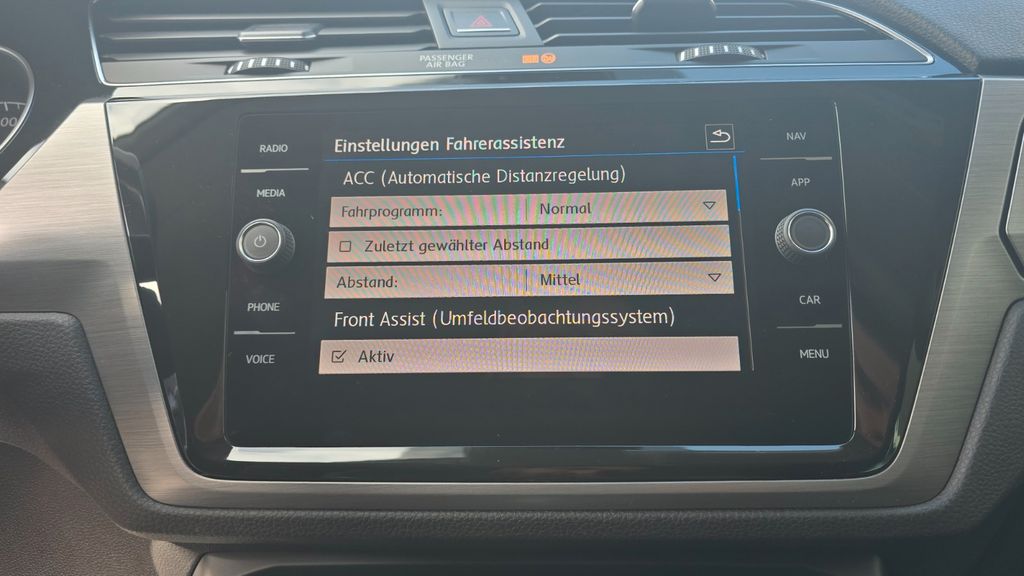 PASSENGER
AIR BAG
00
RADIO
MEDIA
PHONE
VOICE
Einstellungen Fahrerassistenz
ACC (Automatische Distanzregelung)
Fahrprogramm: Normal
Zuletzt gewählter Abstand
Abstand: Mittel
Front Assist (Umfeldbeobachtungssystem)
Aktiv
NAV
APP
CAR
MENU